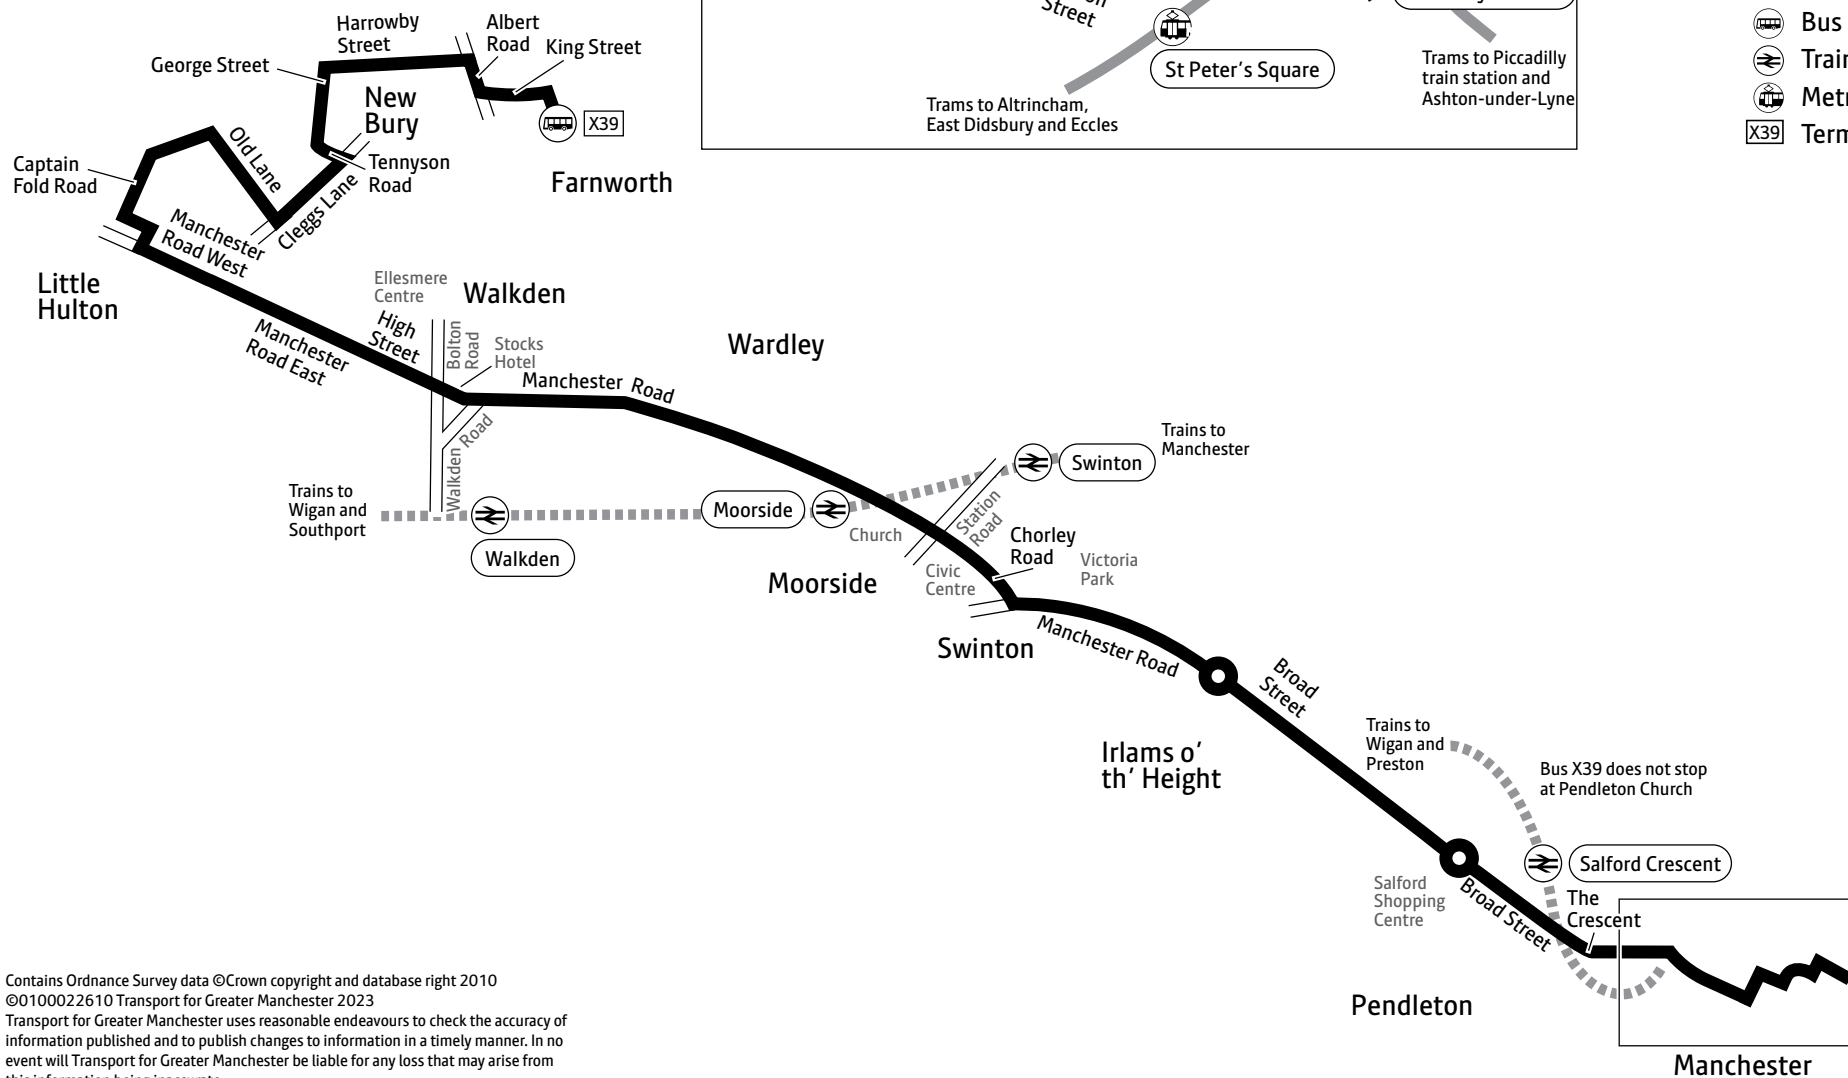 Harrowby
Street
Albert
Road
King Street
George Street
New
Bury
X39
Old Lane
Tennyson
Road
Captain
Fold Road
Cleggs Lane
Farnworth
Manchester
Road West
Little
Hulton
Street
St Peter's Square
Trams to Altrincham,
East Didsbury and Eccles
Trams to Piccadilly
train station and
Ashton-under-Lyne
Bus
X39
Ellesmere
Centre
Walkden
High
Street
Bolton
Road
Stocks
Hotel
Manchester
Road East
Manchester Road
Wardley
Walkden
Road
Trains to
Wigan and
Southport
Walkden
Moorside
Church
Moorside
Swinton
Trains to
Manchester
Station
Road
Chorley
Road
Civic
Centre
Victoria
Park
Swinton
Manchester Road
Broad
Street
Irlams o'
th' Height
Trains to
Wigan and
Preston
Bus X39 does not stop
at Pendleton Church
Salford Crescent
Salford
Shopping
Centre
Broad Street
The
Crescent
Pendleton
Manchester
Contains Ordnance Survey data ©Crown copyright and database right 2010
©0100022610 Transport for Greater Manchester 2023
Transport for Greater Manchester uses reasonable endeavours to check the accuracy of
information published and to publish changes to information in a timely manner. In no
event will Transport for Greater Manchester be liable for any loss that may arise from
this information being inaccurate.